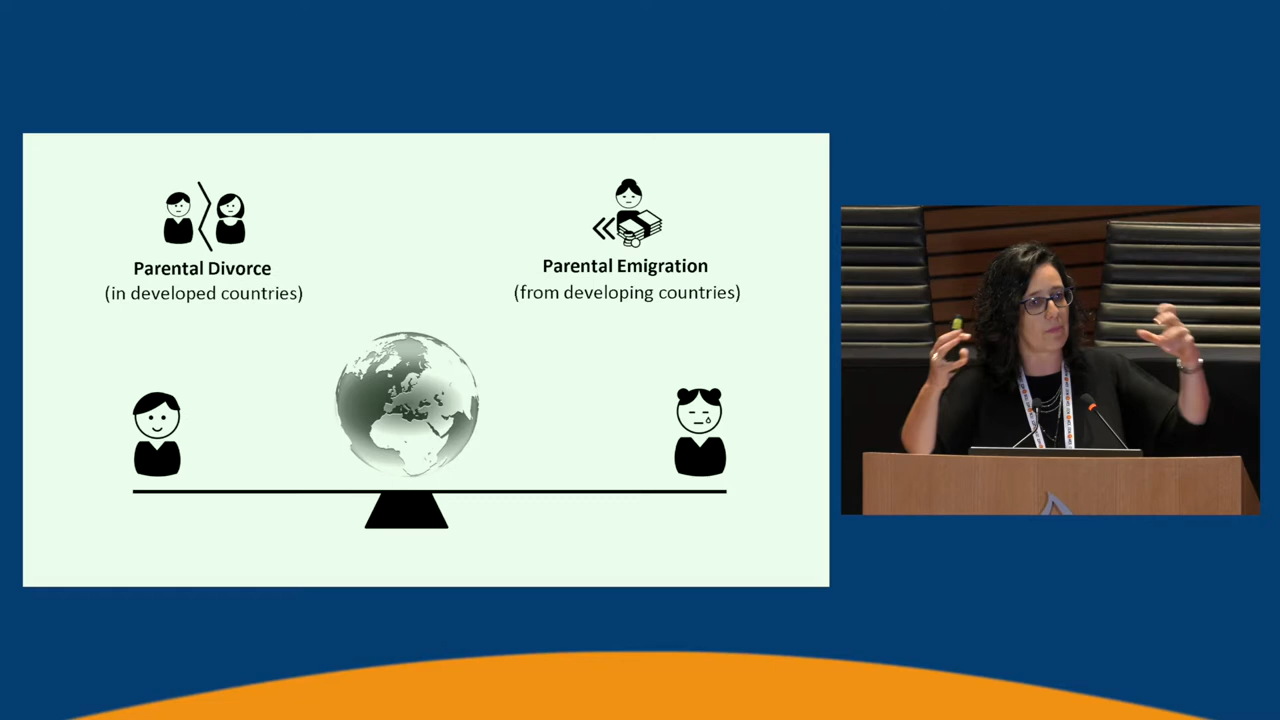 Parental Divorce
(in developed countries)
Parental Emigration
(from developing countries)